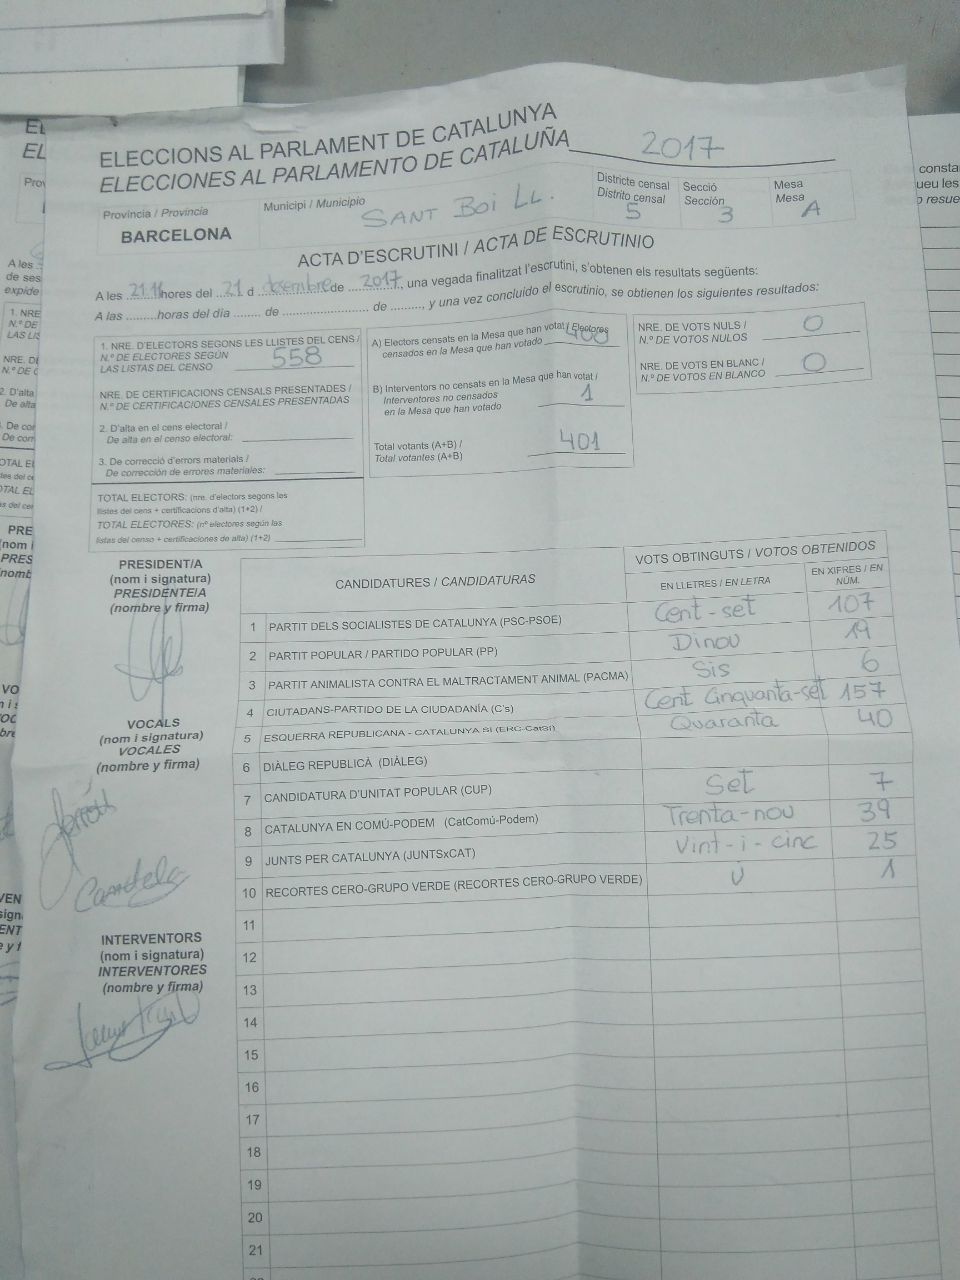 ELECCIONS AL PARLAMENT DE CATALUNYA
ELECCIONES AL PARLAMENTO DE CATALUÑA 2017
Província / Provincia
BARCELONA
Municipi / Municipio
SANT BOI LL.
Districte censal
Distrito censal
5
Secció
Sección
3
Mesa
Mesa
A
ACTA D'ESCRUTINI / ACTA DE ESCRUTINIO
A les 21.11 hores del 21 d desembre de 2017, una vegada finalitzat l'escrutini, s'obtenen els resultats següents:
A las ........horas del día ........ de ........................ de ........, y una vez concluido el escrutinio, se obtienen los siguientes resultados:
1. NRE. D'ELECTORS SEGONS LES LLISTES DEL CENS /
N.º DE ELECTORES SEGÚN
LAS LISTAS DEL CENSO 558
NRE. DE CERTIFICACIONS CENSALS PRESENTADES /
N.º DE CERTIFICACIONES CENSALES PRESENTADAS
2. D'alta en el cens electoral /
De alta en el censo electoral:
3. De correcció d'errors materials /
De corrección de errores materiales:
TOTAL ELECTORS: (nre. d'electors segons les
llistes del cens + certificacions d'alta) (1+2) /
TOTAL ELECTORES: (nº electores según las
listas del censo + certificaciones de alta) (1+2)
A) Electors censats en la Mesa que han votat / Electores
censados en la Mesa que han votado 400
B) Interventors no censats en la Mesa que han votat /
Interventores no censados
en la Mesa que han votado 1
Total votants (A+B) /
Total votantes (A+B) 401
NRE. DE VOTS NULS /
N.º DE VOTOS NULOS 0
NRE. DE VOTS EN BLANC /
N.º DE VOTOS EN BLANCO 0
PRESIDENT/A
(nom i signatura)
PRESIDENTE/A
(nombre y firma)
VOCALS
(nom i signatura)
VOCALES
(nombre y firma)
Candela
INTERVENTORS
(nom i signatura)
INTERVENTORES
(nombre y firma)
CANDIDATURES / CANDIDATURAS
VOTS OBTINGUTS / VOTOS OBTENIDOS
EN LLETRES / EN LETRA
EN XIFRES / EN
NÚM.
1 PARTIT DELS SOCIALISTES DE CATALUNYA (PSC-PSOE) Cent-set 107
2 PARTIT POPULAR / PARTIDO POPULAR (PP) Dinou 19
3 PARTIT ANIMALISTA CONTRA EL MALTRACTAMENT ANIMAL (PACMA) Sis 6
4 CIUTADANS-PARTIDO DE LA CIUDADANÍA (C's) Cent Cinquanta-set 157
5 ESQUERRA REPUBLICANA - CATALUNYA SÍ (ERC-CatSí) Quaranta 40
6 DIÀLEG REPUBLICÀ (DIÀLEG)
7 CANDIDATURA D'UNITAT POPULAR (CUP) Set 7
8 CATALUNYA EN COMÚ-PODEM (CatComú-Podem) Trenta-nou 39
9 JUNTS PER CATALUNYA (JUNTSxCAT) Vint-i-cinc 25
10 RECORTES CERO-GRUPO VERDE (RECORTES CERO-GRUPO VERDE) U 1
11
12
13
14
15
16
17
18
19
20
21